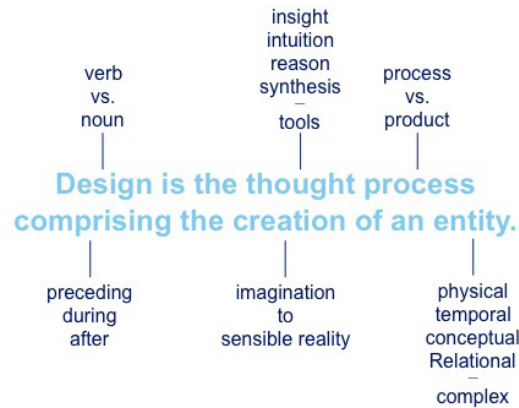 verb
vs.
noun
insight
intuition
reason
synthesis
–
tools
process
vs.
product
Design is the thought process
comprising the creation of an entity.
preceding
during
after
imagination
to
sensible reality
physical
temporal
conceptual
Relational
–
complex